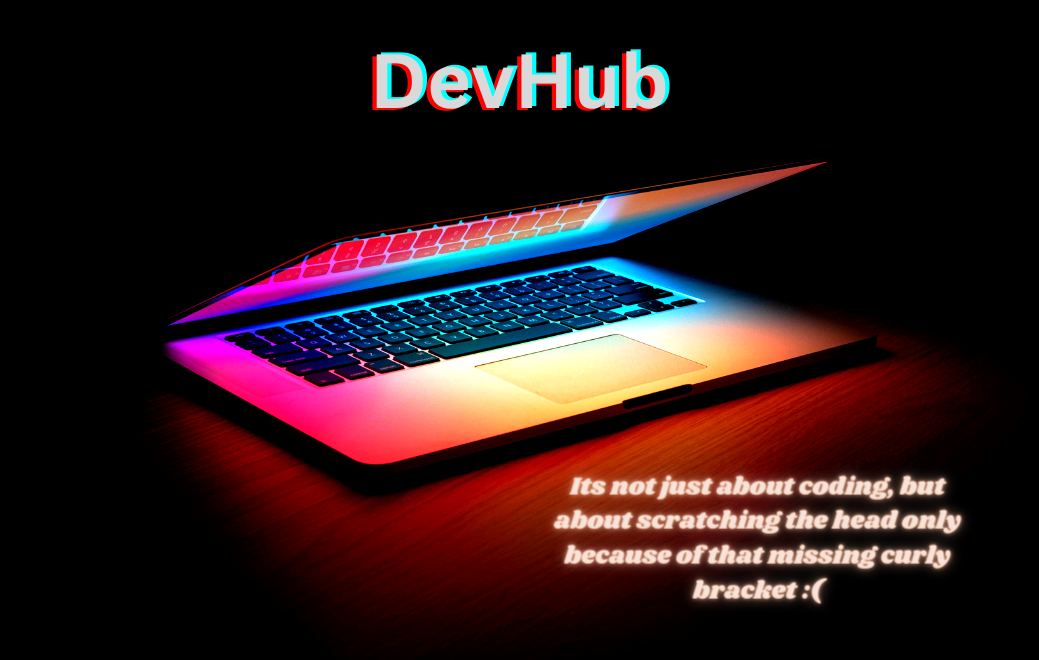 DevHub
Its not just about coding, but
about scratching the head only
because of that missing curly
bracket :(